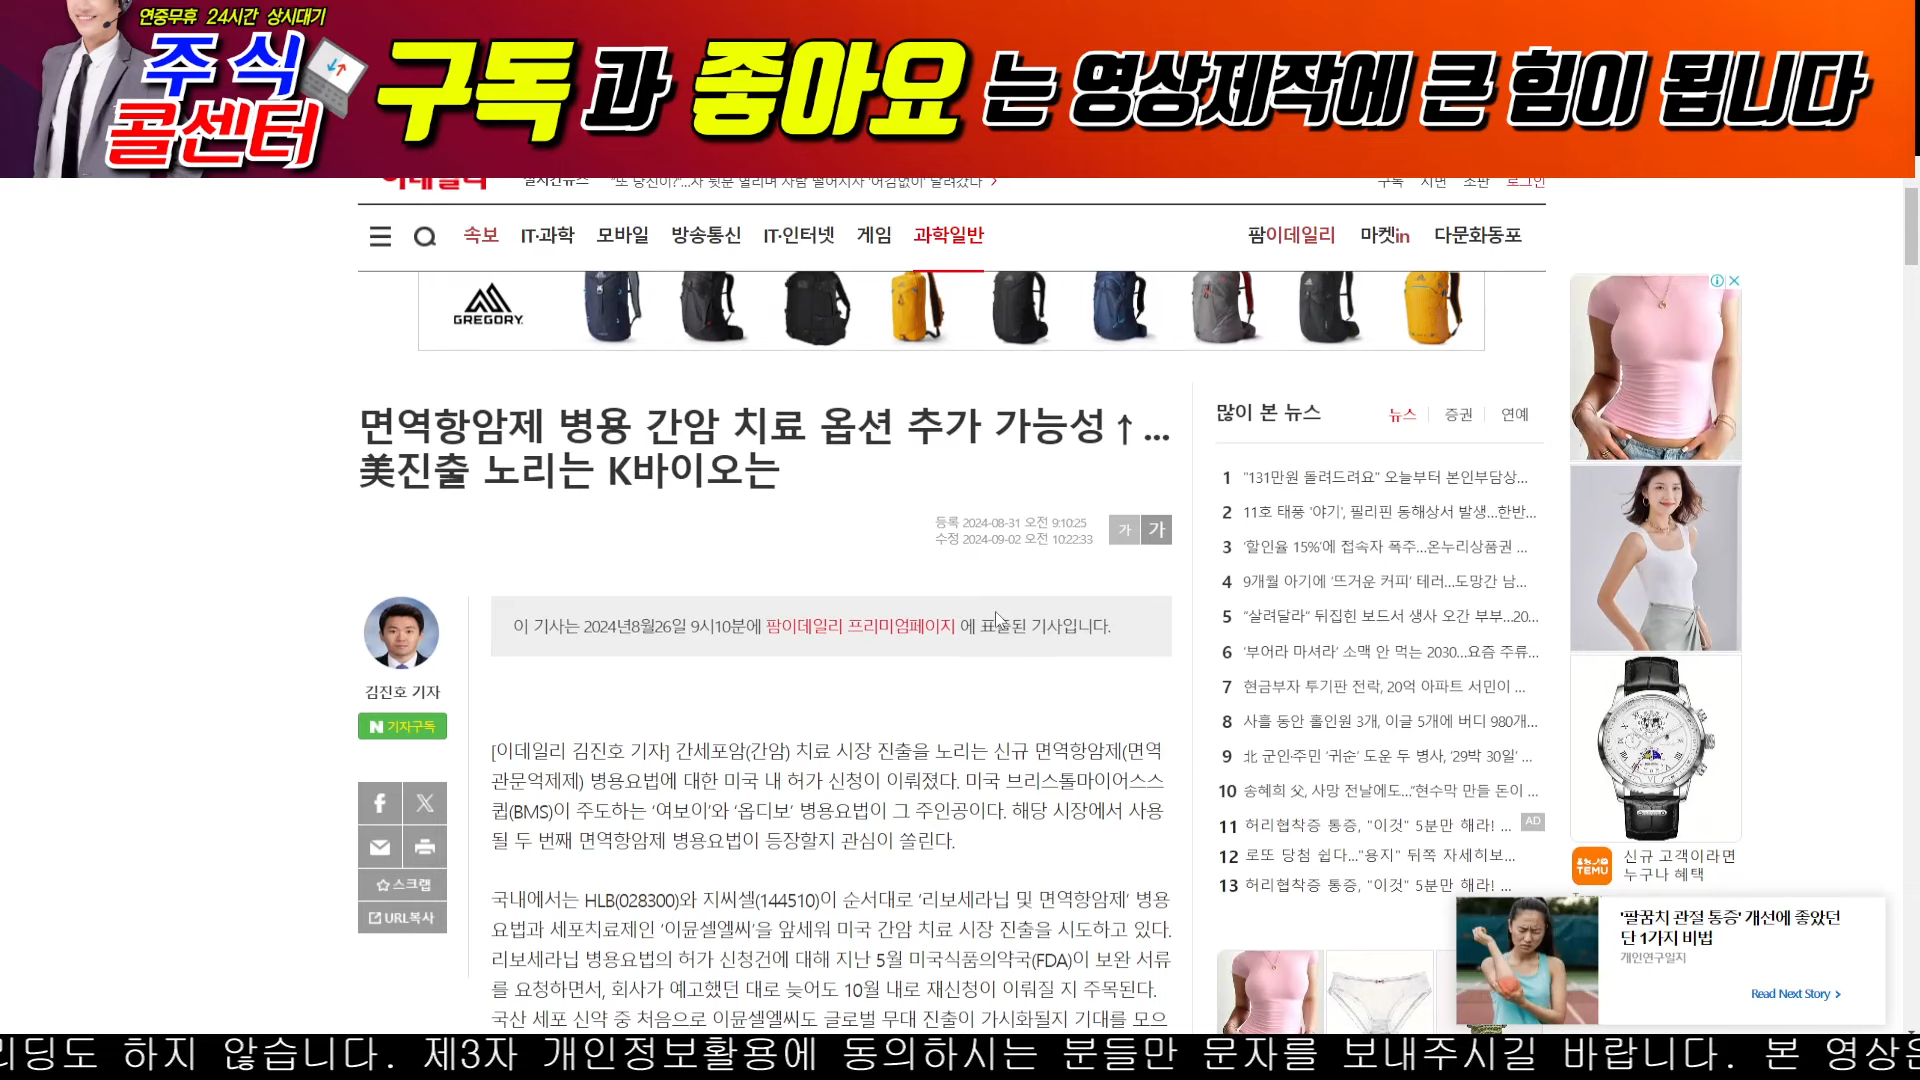 연중무휴 24시간 상시대기
주식
콜센터
구독과 좋아요는 영상제작에 큰 힘이 됩니다
이데일리
실시간뉴스 "또 당신이?"...차 뒷문 열리며 사람 떨어지자 '어김없이' 달려갔다 >
구독 지면 초판 로그인
속보 IT·과학 모바일 방송통신 IT·인터넷 게임 과학일반 팜이데일리 마켓in 다문화동포
GREGORY
면역항암제 병용 간암 치료 옵션 추가 가능성↑...
美진출 노리는 K바이오는
등록 2024-08-31 오전 9:10:25
수정 2024-09-02 오전 10:22:33
가 가
김진호 기자
N 기자구독
스크랩
URL복사
이 기사는 2024년8월26일 9시10분에 팜이데일리 프리미엄페이지 에 표출된 기사입니다.
[이데일리 김진호 기자] 간세포암(간암) 치료 시장 진출을 노리는 신규 면역항암제(면역
관문억제제) 병용요법에 대한 미국 내 허가 신청이 이뤄졌다. 미국 브리스톨마이어스스
큅(BMS)이 주도하는 ‘여보이’와 ‘옵디보’ 병용요법이 그 주인공이다. 해당 시장에서 사용
될 두 번째 면역항암제 병용요법이 등장할지 관심이 쏠린다.
국내에서는 HLB(028300)와 지씨셀(144510)이 순서대로 ‘리보세라닙 및 면역항암제’ 병용
요법과 세포치료제인 ‘이뮨셀엘씨’을 앞세워 미국 간암 치료 시장 진출을 시도하고 있다.
리보세라닙 병용요법의 허가 신청건에 대해 지난 5월 미국식품의약국(FDA)이 보완 서류
를 요청하면서, 회사가 예고했던 대로 늦어도 10월 내로 재신청이 이뤄질 지 주목된다.
국산 세포 신약 중 처음으로 이뮨셀엘씨도 글로벌 무대 진출이 가시화될지 기대를 모으
많이 본 뉴스 뉴스 증권 연예
1 “131만원 돌려드려요” 오늘부터 본인부담상...
2 11호 태풍 '야기', 필리핀 동해상서 발생...한반...
3 ‘할인율 15%’에 접속자 폭주...온누리상품권 ...
4 9개월 아기에 ‘뜨거운 커피’ 테러...도망간 남...
5 “살려달라” 뒤집힌 보드서 생사 오간 부부...20...
6 ‘부어라 마셔라’ 소맥 안 먹는 2030...요즘 주류...
7 현금부자 투기판 전락, 20억 아파트 서민이 ...
8 사흘 동안 홀인원 3개, 이글 5개에 버디 980개...
9 北 군인·주민 ‘귀순’ 도운 두 병사, ‘29박 30일’ ...
10 송혜희 父, 사망 전날에도...“현수막 만들 돈이 ...
11 허리협착증 통증, "이것" 5분만 해라! ... AD
12 로또 당첨 쉽다..."용지" 뒤쪽 자세히보...
13 허리협착증 통증, "이것" 5분만 해라! ...
TEMU
신규 고객이라면
누구나 혜택
'팔꿈치 관절 통증' 개선에 좋았던
단 1가지 비법
개인연구일지
Read Next Story >
리딩도 하지 않습니다. 제3자 개인정보활용에 동의하시는 분들만 문자를 보내주시길 바랍니다. 본 영상은